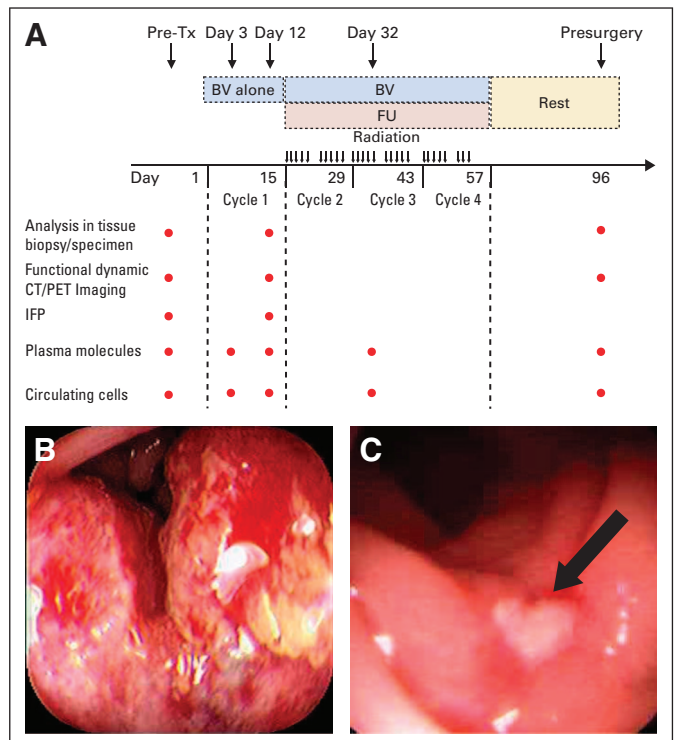 A
Pre-Tx Day 3 Day 12 Day 32 Presurgery
BV alone BV
FU
Rest
Radiation
Day 1 15 29 43 57 96
Cycle 1 Cycle 2 Cycle 3 Cycle 4
Analysis in tissue
biopsy/specimen
Functional dynamic
CT/PET Imaging
IFP
Plasma molecules
Circulating cells
B
C